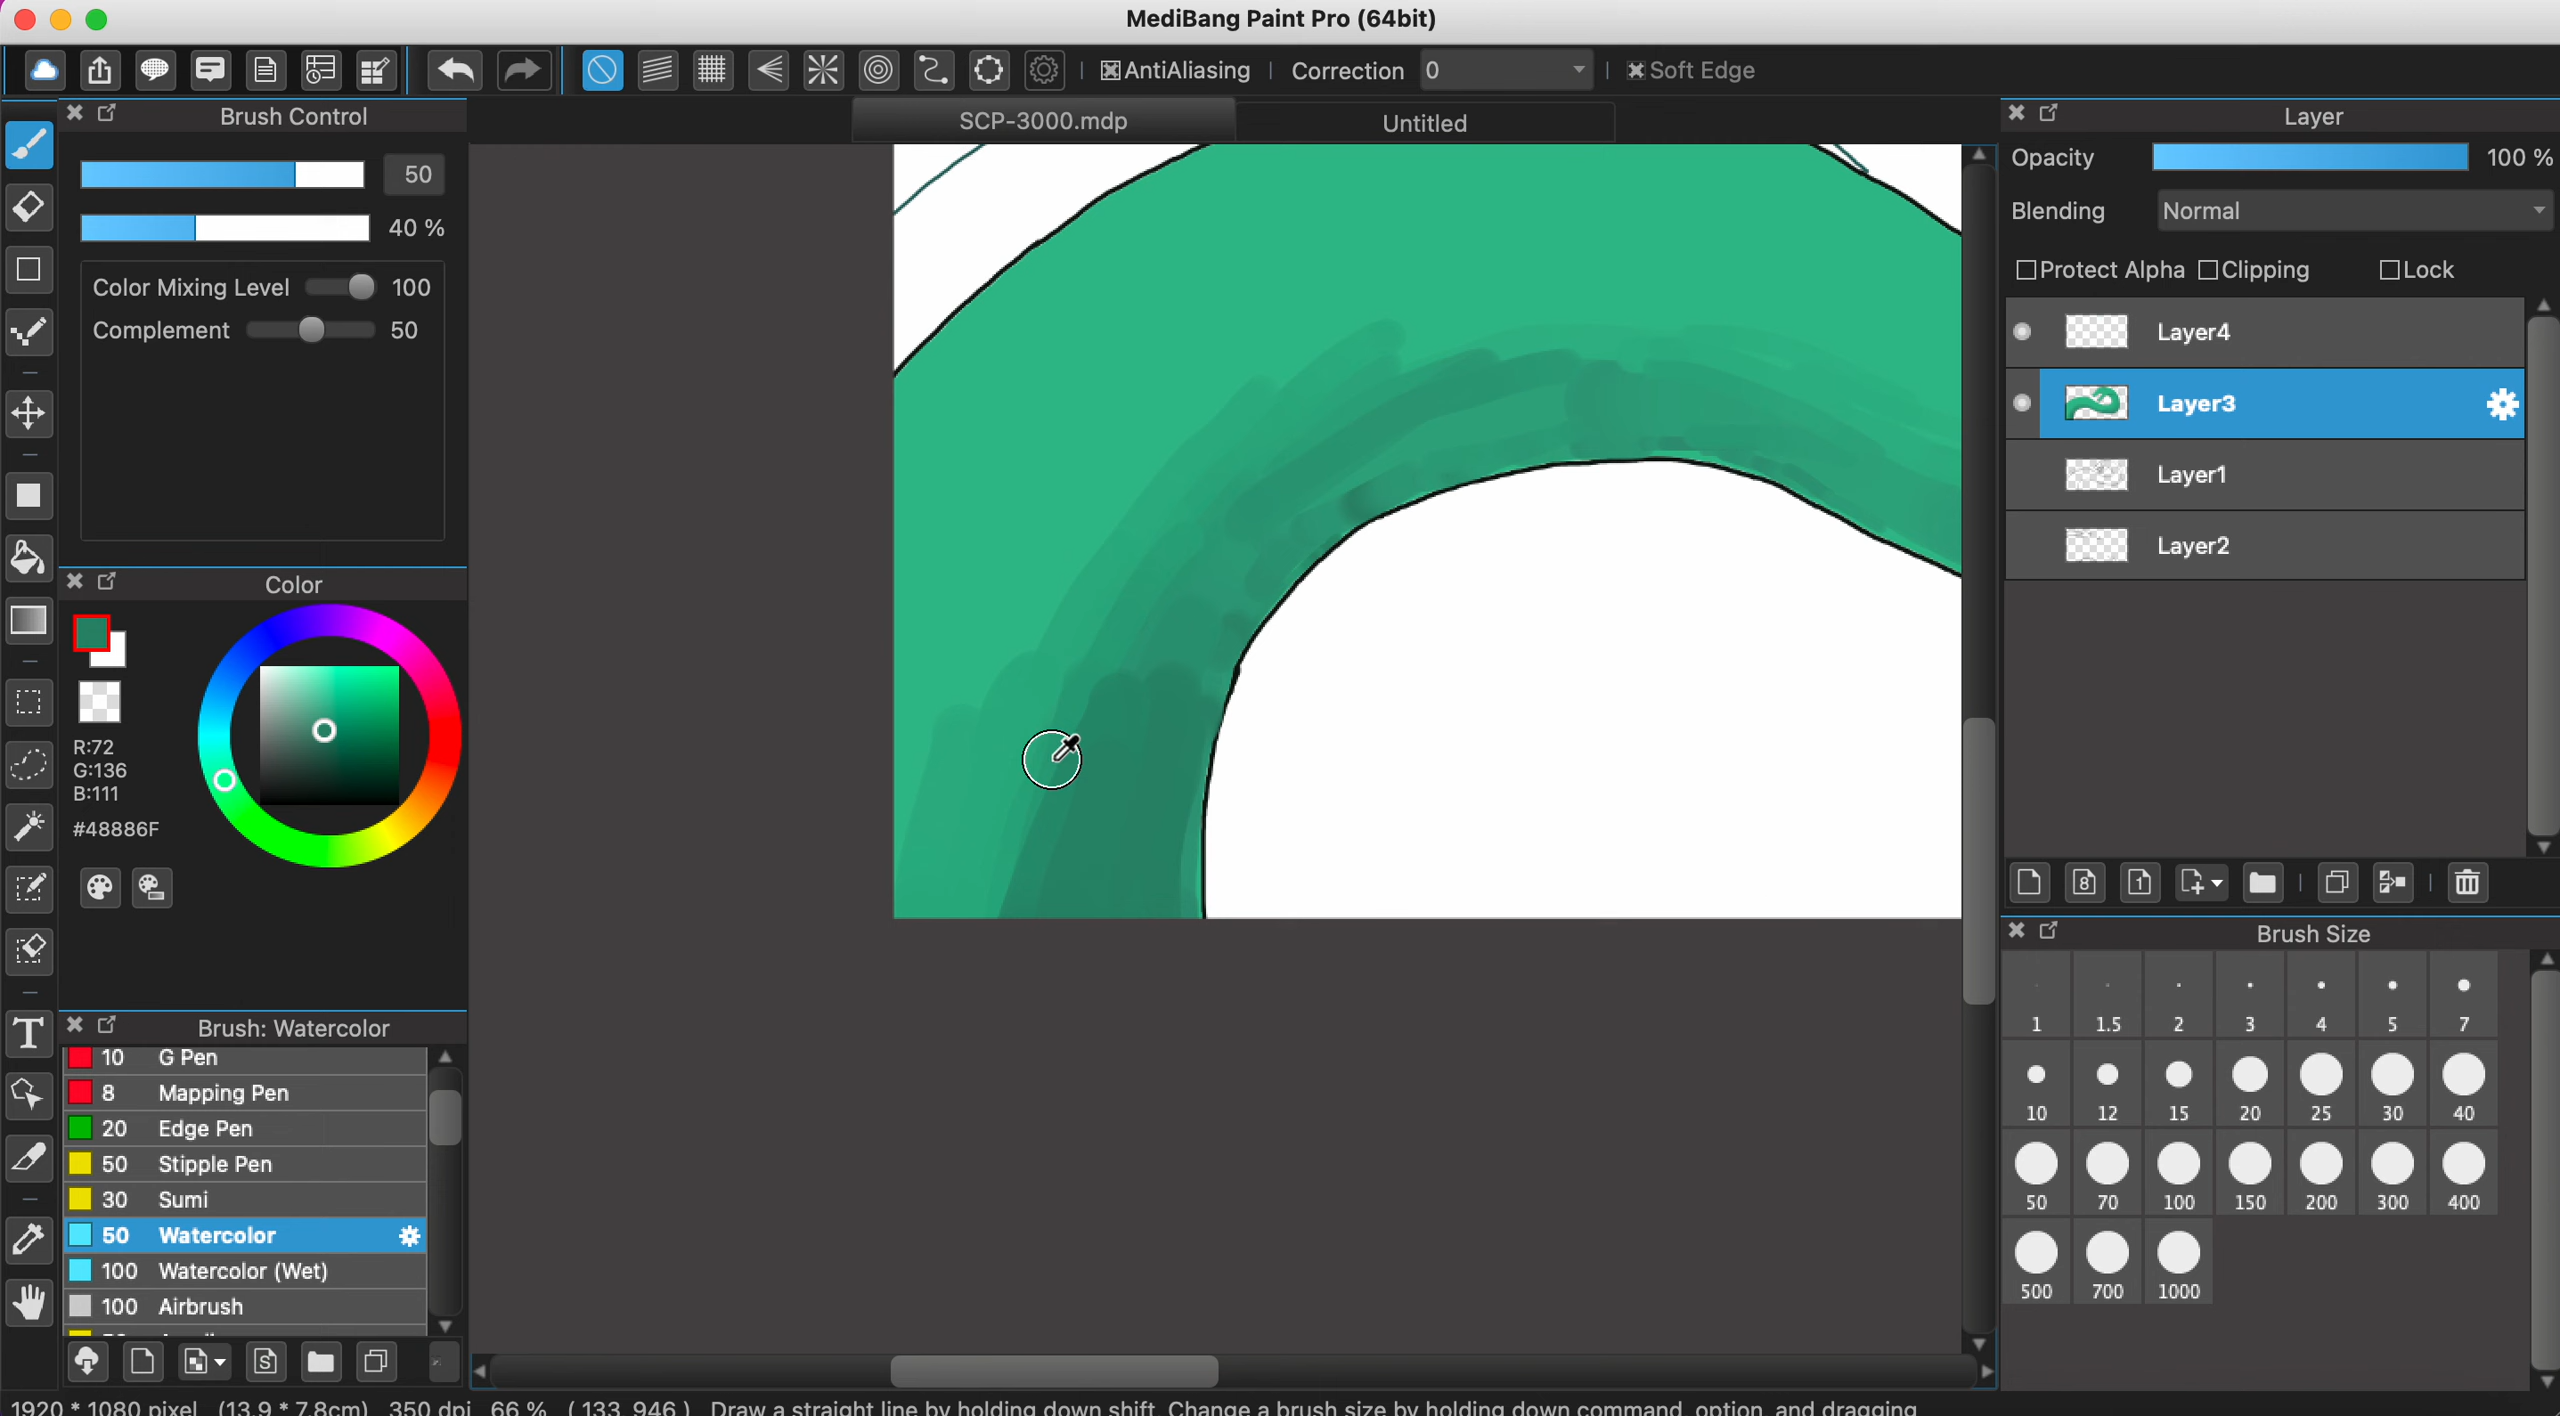 MediBang Paint Pro (64bit)
AntiAliasing
Correction
0
Soft Edge
Brush Control
SCP-3000.mdp
Untitled
Layer
50
40 %
Color Mixing Level
100
Complement
50
Opacity
100 %
Blending
Normal
Protect Alpha
Clipping
Lock
Layer4
Layer3
Layer1
Layer2
Color
R:72
G:136
B:111
#48886F
8
1
Brush Size
1
1.5
2
3
4
5
7
10
12
15
20
25
30
40
50
70
100
150
200
300
400
500
700
1000
T
Brush: Watercolor
10 G Pen
8 Mapping Pen
20 Edge Pen
50 Stipple Pen
30 Sumi
50 Watercolor
100 Watercolor (Wet)
100 Airbrush
S
1920 * 1080 pixel (13.9 * 7.8cm) 350 dpi 66 % ( 133, 946 ) Draw a straight line by holding down shift, Change a brush size by holding down command, option, and dragging